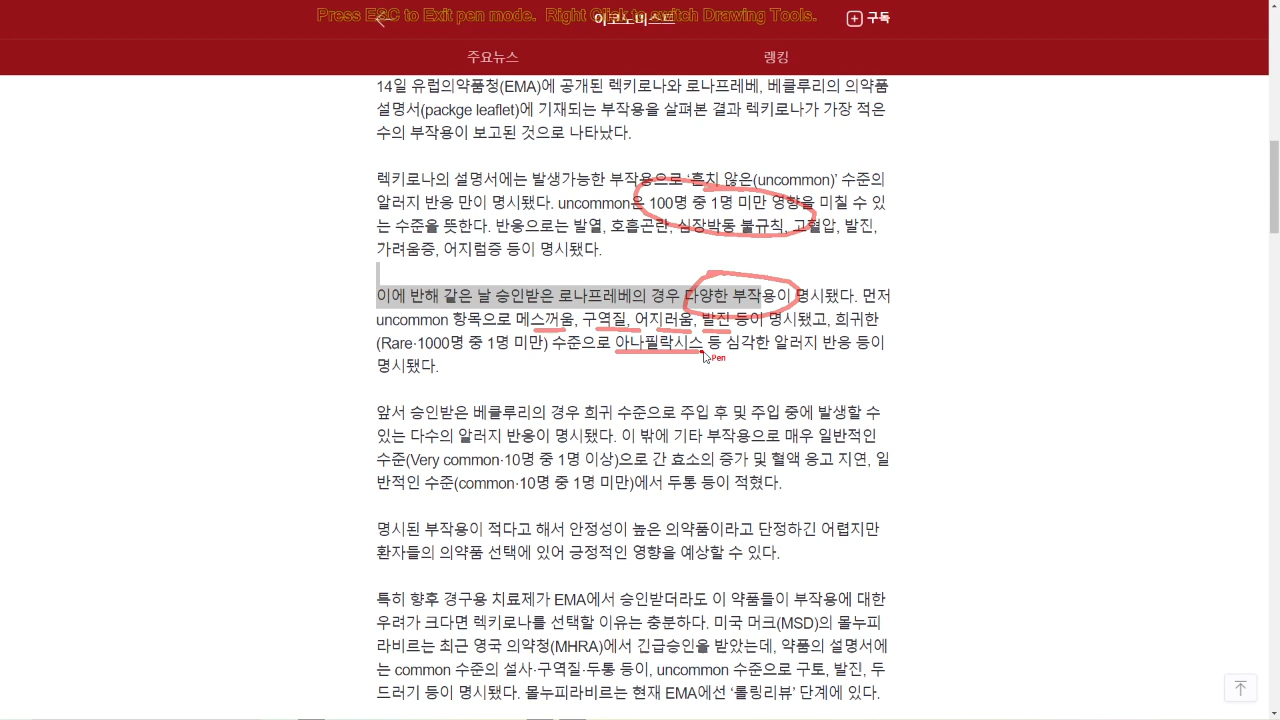 Press ESC to Exit pen mode. Right Click to switch Drawing Tools.
이코노미스트
구독
주요뉴스
랭킹
14일 유럽의약품청(EMA)에 공개된 렉키로나와 로나프레베, 베클루리의 의약품
설명서(packge leaflet)에 기재되는 부작용을 살펴본 결과 렉키로나가 가장 적은
수의 부작용이 보고된 것으로 나타났다.
렉키로나의 설명서에는 발생가능한 부작용으로 ‘흔치 않은(uncommon)’ 수준의
알러지 반응 만이 명시됐다. uncommon은 100명 중 1명 미만 영향을 미칠 수 있
는 수준을 뜻한다. 반응으로는 발열, 호흡곤란, 심장박동 불규칙, 고혈압, 발진,
가려움증, 어지럼증 등이 명시됐다.
이에 반해 같은 날 승인받은 로나프레베의 경우 다양한 부작용이 명시됐다. 먼저
uncommon 항목으로 메스꺼움, 구역질, 어지러움, 발진 등이 명시됐고, 희귀한
(Rare·1000명 중 1명 미만) 수준으로 아나필락시스 등 심각한 알러지 반응 등이
Pen
명시됐다.
앞서 승인받은 베클루리의 경우 희귀 수준으로 주입 후 및 주입 중에 발생할 수
있는 다수의 알러지 반응이 명시됐다. 이 밖에 기타 부작용으로 매우 일반적인
수준(Very common·10명 중 1명 이상)으로 간 효소의 증가 및 혈액 응고 지연, 일
반적인 수준(common·10명 중 1명 미만)에서 두통 등이 적혔다.
명시된 부작용이 적다고 해서 안정성이 높은 의약품이라고 단정하긴 어렵지만
환자들의 의약품 선택에 있어 긍정적인 영향을 예상할 수 있다.
특히 향후 경구용 치료제가 EMA에서 승인받더라도 이 약품들이 부작용에 대한
우려가 크다면 렉키로나를 선택할 이유는 충분하다. 미국 머크(MSD)의 몰누피
라비르는 최근 영국 의약청(MHRA)에서 긴급승인을 받았는데, 약품의 설명서에
는 common 수준의 설사·구역질·두통 등이, uncommon 수준으로 구토, 발진, 두
드러기 등이 명시됐다. 몰누피라비르는 현재 EMA에선 ‘롤링리뷰’ 단계에 있다.